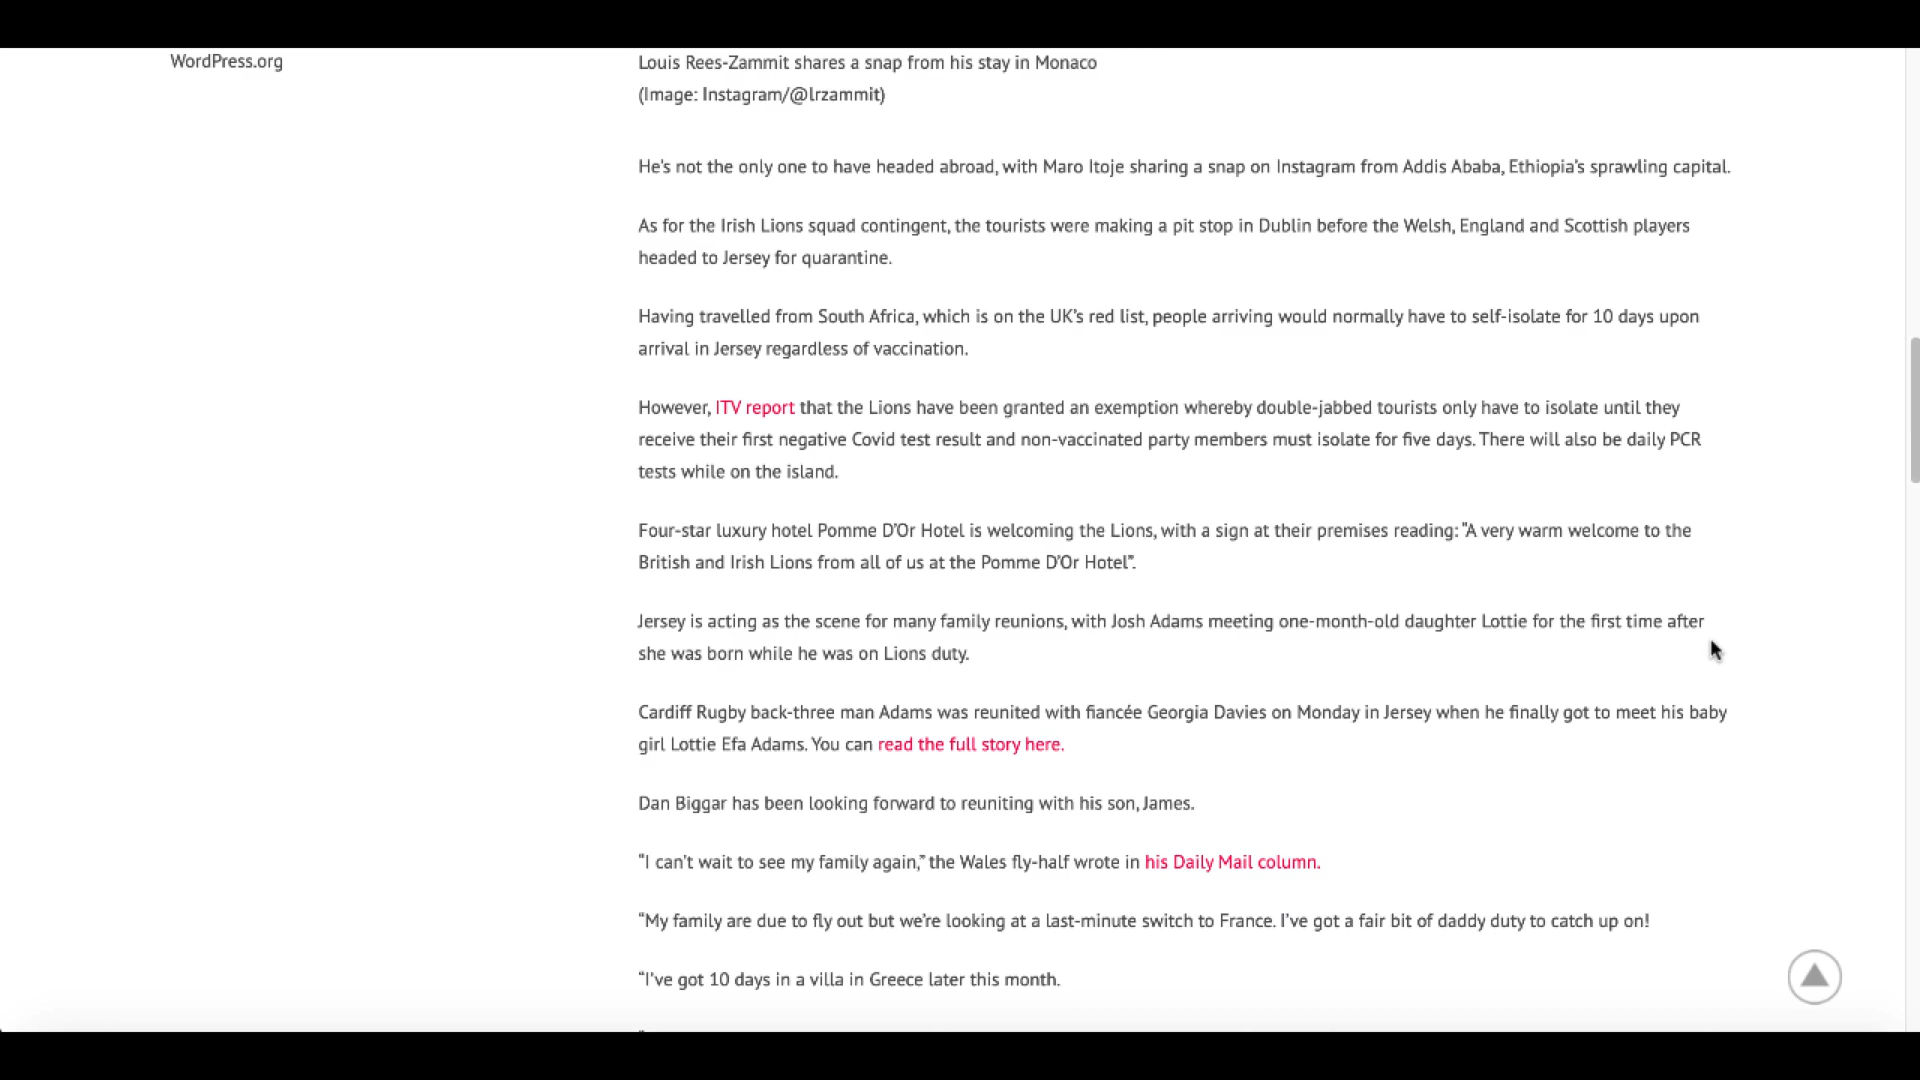 WordPress.org
Louis Rees-Zammit shares a snap from his stay in Monaco
(Image: Instagram/@lrzammit)
He's not the only one to have headed abroad, with Maro Itoje sharing a snap on Instagram from Addis Ababa, Ethiopia's sprawling capital.
As for the Irish Lions squad contingent, the tourists were making a pit stop in Dublin before the Welsh, England and Scottish players
headed to Jersey for quarantine.
Having travelled from South Africa, which is on the UK's red list, people arriving would normally have to self-isolate for 10 days upon
arrival in Jersey regardless of vaccination.
However, ITV report that the Lions have been granted an exemption whereby double-jabbed tourists only have to isolate until they
receive their first negative Covid test result and non-vaccinated party members must isolate for five days. There will also be daily PCR
tests while on the island.
Four-star luxury hotel Pomme D'Or Hotel is welcoming the Lions, with a sign at their premises reading: “A very warm welcome to the
British and Irish Lions from all of us at the Pomme D'Or Hotel”.
Jersey is acting as the scene for many family reunions, with Josh Adams meeting one-month-old daughter Lottie for the first time after
she was born while he was on Lions duty.
Cardiff Rugby back-three man Adams was reunited with fiancée Georgia Davies on Monday in Jersey when he finally got to meet his baby
girl Lottie Efa Adams. You can read the full story here.
Dan Biggar has been looking forward to reuniting with his son, James.
“I can't wait to see my family again,” the Wales fly-half wrote in his Daily Mail column.
“My family are due to fly out but we're looking at a last-minute switch to France. I've got a fair bit of daddy duty to catch up on!
“I've got 10 days in a villa in Greece later this month.